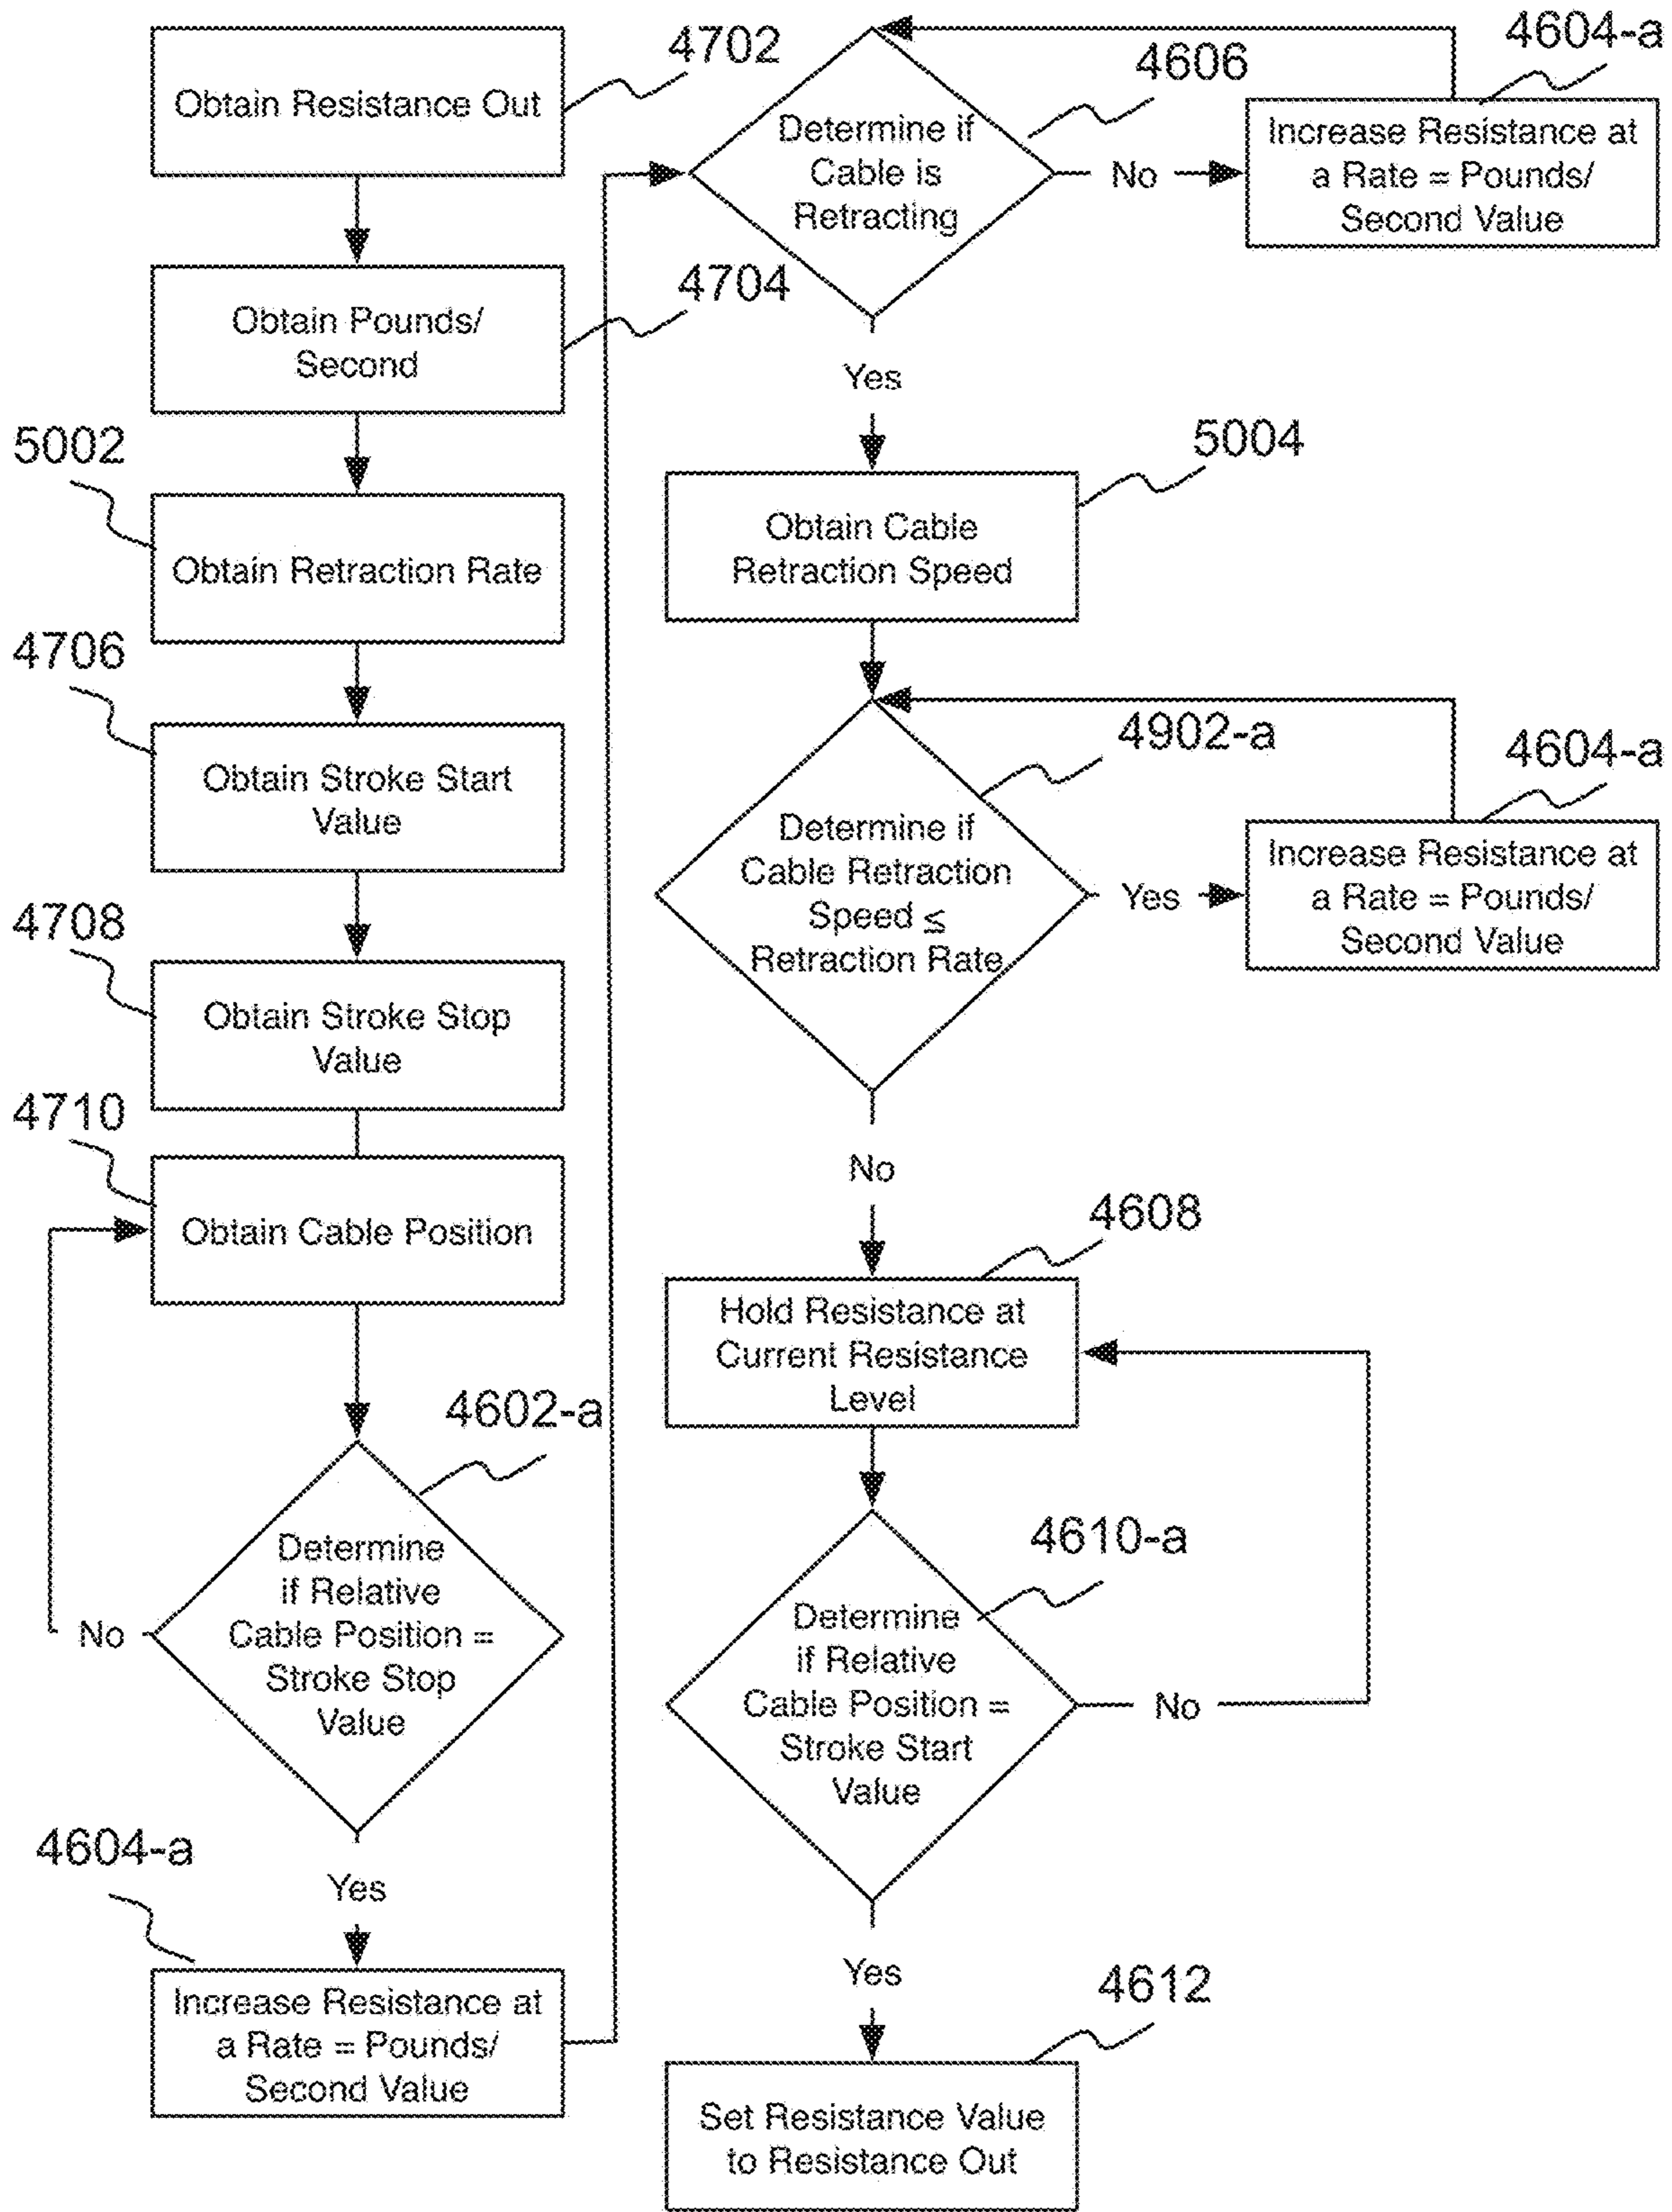 Obtain Resistance Out
4702
Obtain Pounds/
Second
4704
5002
Obtain Retraction Rate
4706
Obtain Stroke Start
Value
4708
Obtain Stroke Stop
Value
4710
Obtain Cable Position
4602-a
Determine
if Relative
Cable Position =
Stroke Stop
Value
No
Yes
4604-a
Increase Resistance at
a Rate = Pounds/
Second Value
4606
Determine if
Cable is
Retracting
No
4604-a
Increase Resistance at
a Rate = Pounds/
Second Value
Yes
5004
Obtain Cable
Retraction Speed
4902-a
Determine if
Cable Retraction
Speed ≤
Retraction Rate
Yes
4604-a
Increase Resistance at
a Rate = Pounds/
Second Value
No
4608
Hold Resistance at
Current Resistance
Level
4610-a
Determine
if Relative
Cable Position =
Stroke Start
Value
No
Yes
4612
Set Resistance Value
to Resistance Out